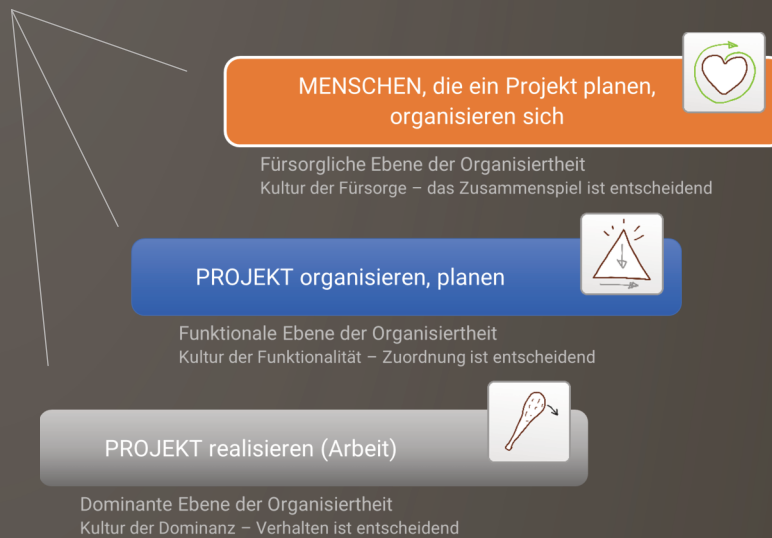 MENSCHEN, die ein Projekt planen,
organisieren sich
Fürsorgliche Ebene der Organisiertheit
Kultur der Fürsorge – das Zusammenspiel ist entscheidend
PROJEKT organisieren, planen
Funktionale Ebene der Organisiertheit
Kultur der Funktionalität – Zuordnung ist entscheidend
PROJEKT realisieren (Arbeit)
Dominante Ebene der Organisiertheit
Kultur der Dominanz – Verhalten ist entscheidend